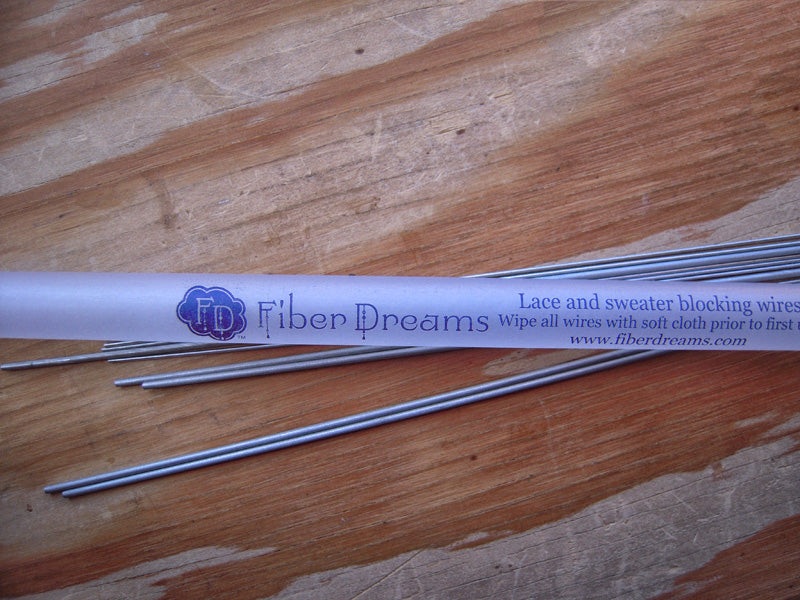 FD
TM
Fiber Dreams
Lace and sweater blocking wires
Wipe all wires with soft cloth prior to first
www.fiberdreams.com